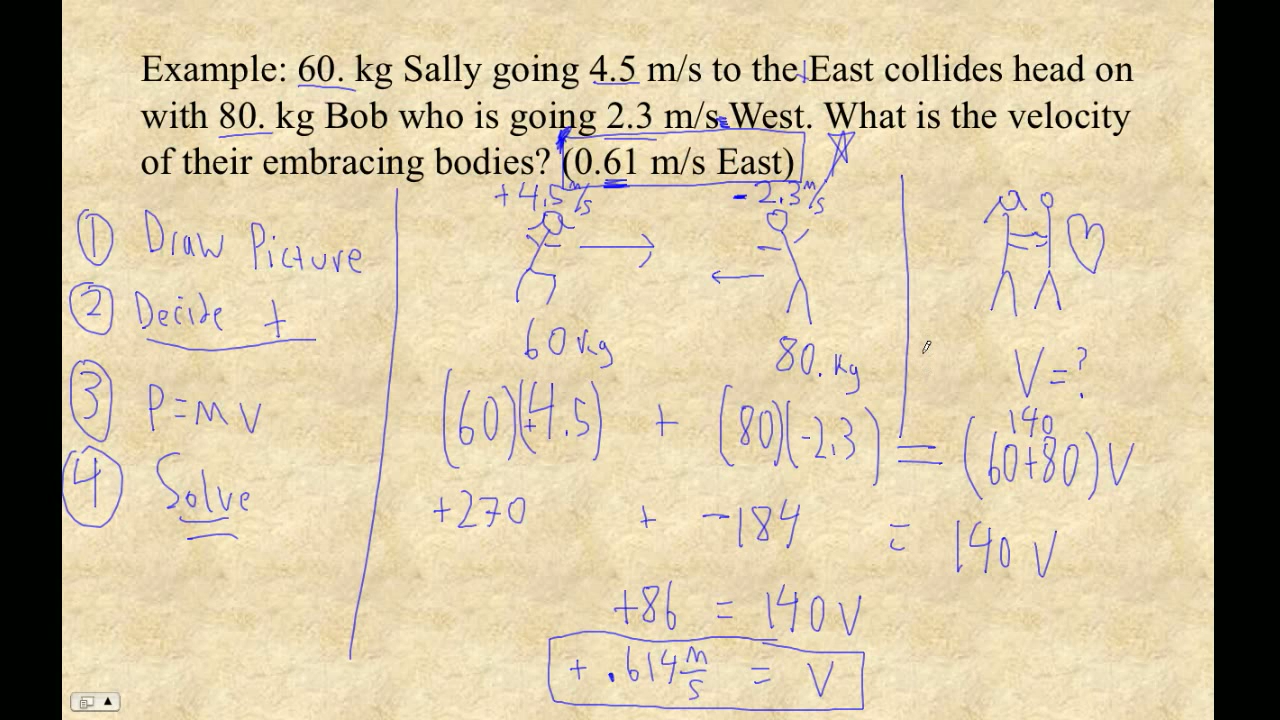 Example: 60. kg Sally going 4.5 m/s to the East collides head on
with 80. kg Bob who is going 2.3 m/s West. What is the velocity
of their embracing bodies? (0.61 m/s East)
+4.5 m/s
-2.3 m/s
① Draw Picture
② Decide +
60 kg
80. kg
V=?
③ P=mV
(60)(+4.5) + (80)(-2.3) = (60+80)V
140
④ Solve
+270 + -184 = 140 V
+86 = 140 V
+ .614 m/s = V